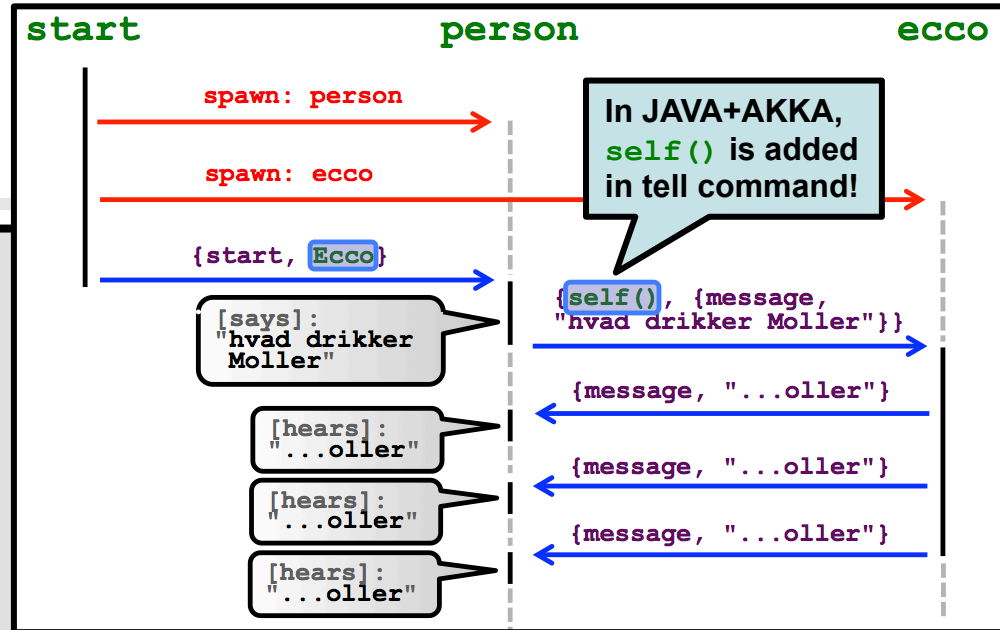 start
person
ecco
spawn: person
In JAVA+AKKA,
self() is added
in tell command!
spawn: ecco
{start, Ecco}
{self(), {message,
"hvad drikker Moller"}}
[says]:
"hvad drikker
Moller"
{message, "...oller"}
[hears]:
"...oller"
{message, "...oller"}
[hears]:
"...oller"
{message, "...oller"}
[hears]:
"...oller"